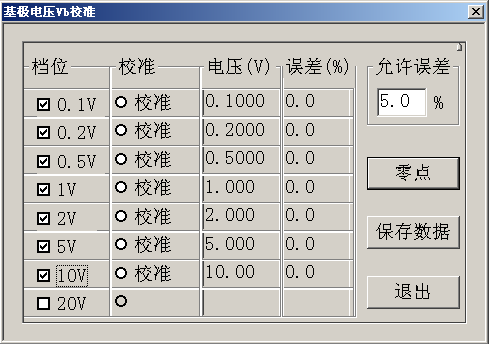 基极电压Vb校准
档位 校准 电压(V) 误差(%) 允许误差
0.1V 校准 0.1000 0.0 5.0 %
0.2V 校准 0.2000 0.0
0.5V 校准 0.5000 0.0
1V 校准 1.000 0.0 零点
2V 校准 2.000 0.0
5V 校准 5.000 0.0 保存数据
10V 校准 10.00 0.0
20V 退出